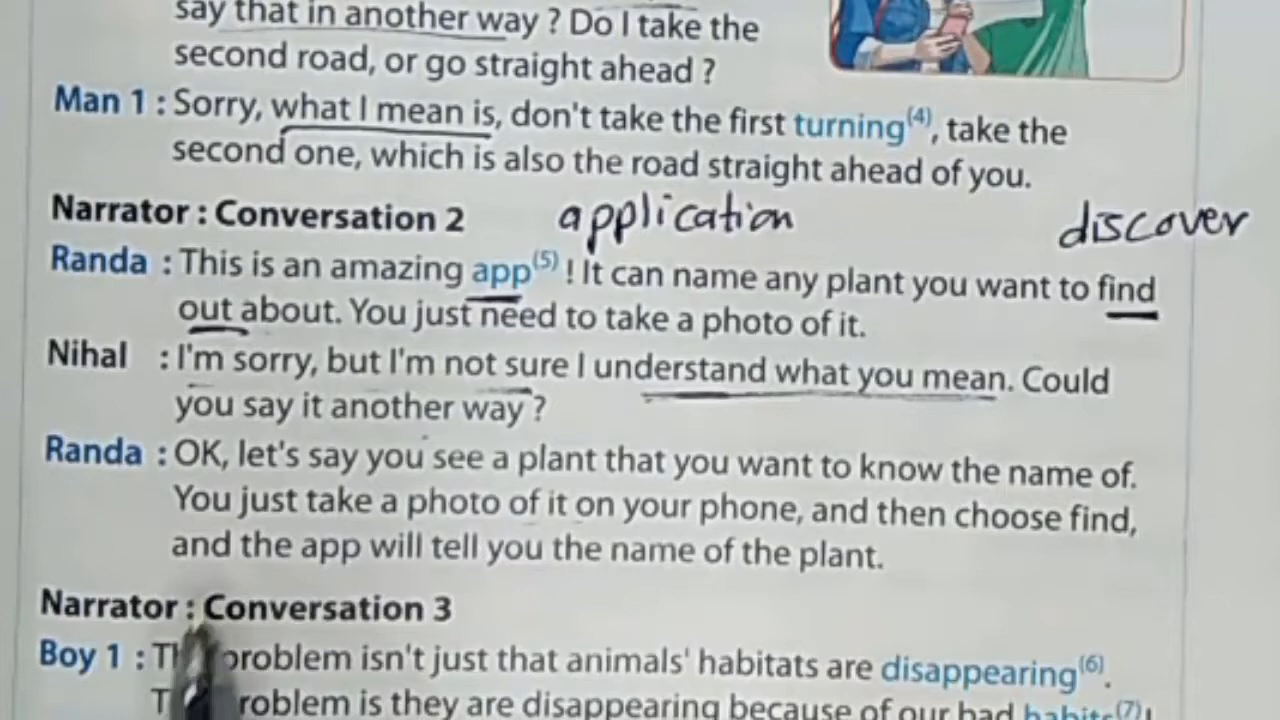 say that in another way ? Do I take the
second road, or go straight ahead ?
Man 1 : Sorry, what I mean is, don't take the first turning(4), take the
second one, which is also the road straight ahead of you.
Narrator : Conversation 2
application
discover
Randa : This is an amazing app(5) ! It can name any plant you want to find
out about. You just need to take a photo of it.
Nihal : I'm sorry, but I'm not sure I understand what you mean. Could
you say it another way ?
Randa : OK, let's say you see a plant that you want to know the name of.
You just take a photo of it on your phone, and then choose find,
and the app will tell you the name of the plant.
Narrator : Conversation 3
Boy 1 : problem isn't just that animals' habitats are disappearing(6).
problem is they are disappearing because of our bad habits(7)!